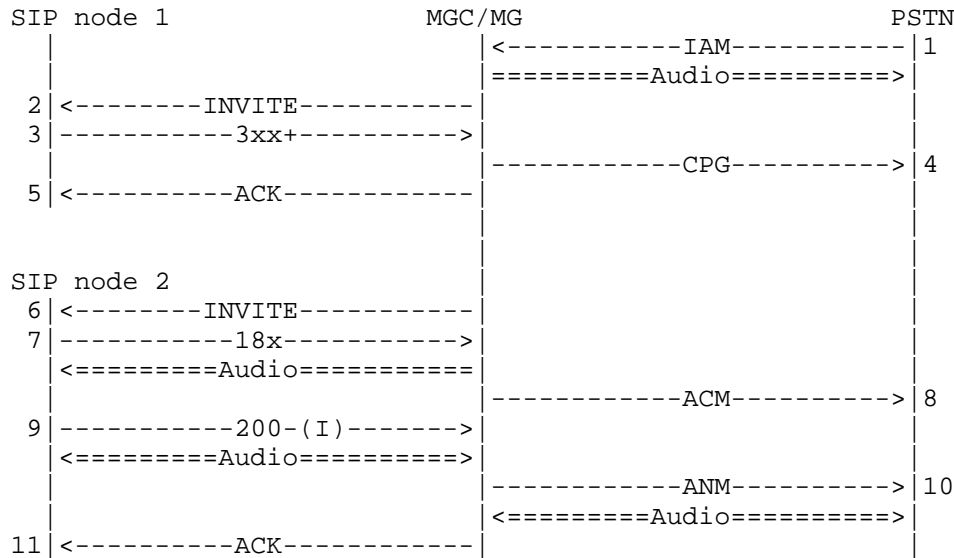 SIP node 1                        MGC/MG                          PSTN
   |                                |<-----------IAM-----------|1
   |                                |==========Audio==========>|
  2|<--------INVITE-----------|                          |
  3|-----------3xx+---------->|                          |
   |                                |------------CPG---------->|4
  5|<----------ACK------------|                          |
                                    |                          |
                                    |                          |
SIP node 2                          |                          |
  6|<--------INVITE-----------|                          |
  7|-----------18x----------->|                          |
   |<=========Audio===========|                          |
   |                                |------------ACM---------->|8
  9|-----------200-(I)------->|                          |
   |<=========Audio==========>|                          |
   |                                |------------ANM---------->|10
   |                                |<=========Audio==========>|
 11|<----------ACK------------|                          |